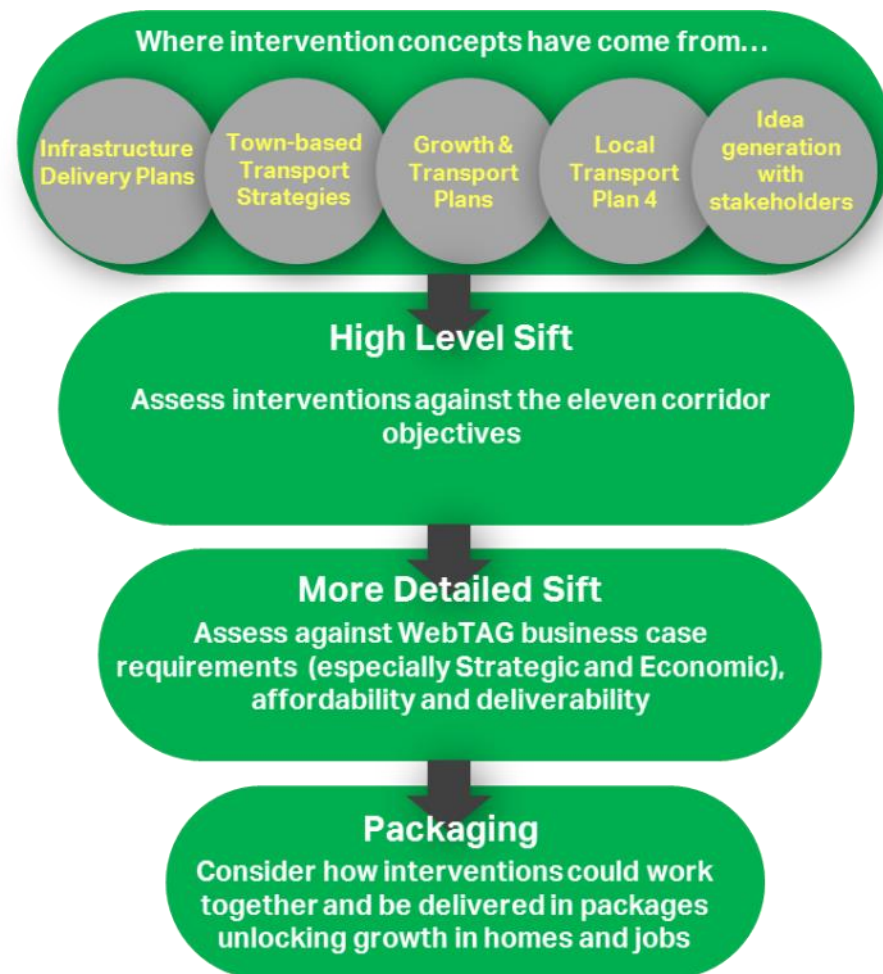 Where intervention concepts have come from...
Infrastructure
Delivery Plans
Town-based
Transport
Strategies
Growth &
Transport
Plans
Local
Transport
Plan 4
Idea
generation
with
stakeholders
High Level Sift
Assess interventions against the eleven corridor
objectives
More Detailed Sift
Assess against WebTAG business case
requirements (especially Strategic and Economic),
affordability and deliverability
Packaging
Consider how interventions could work
together and be delivered in packages
unlocking growth in homes and jobs